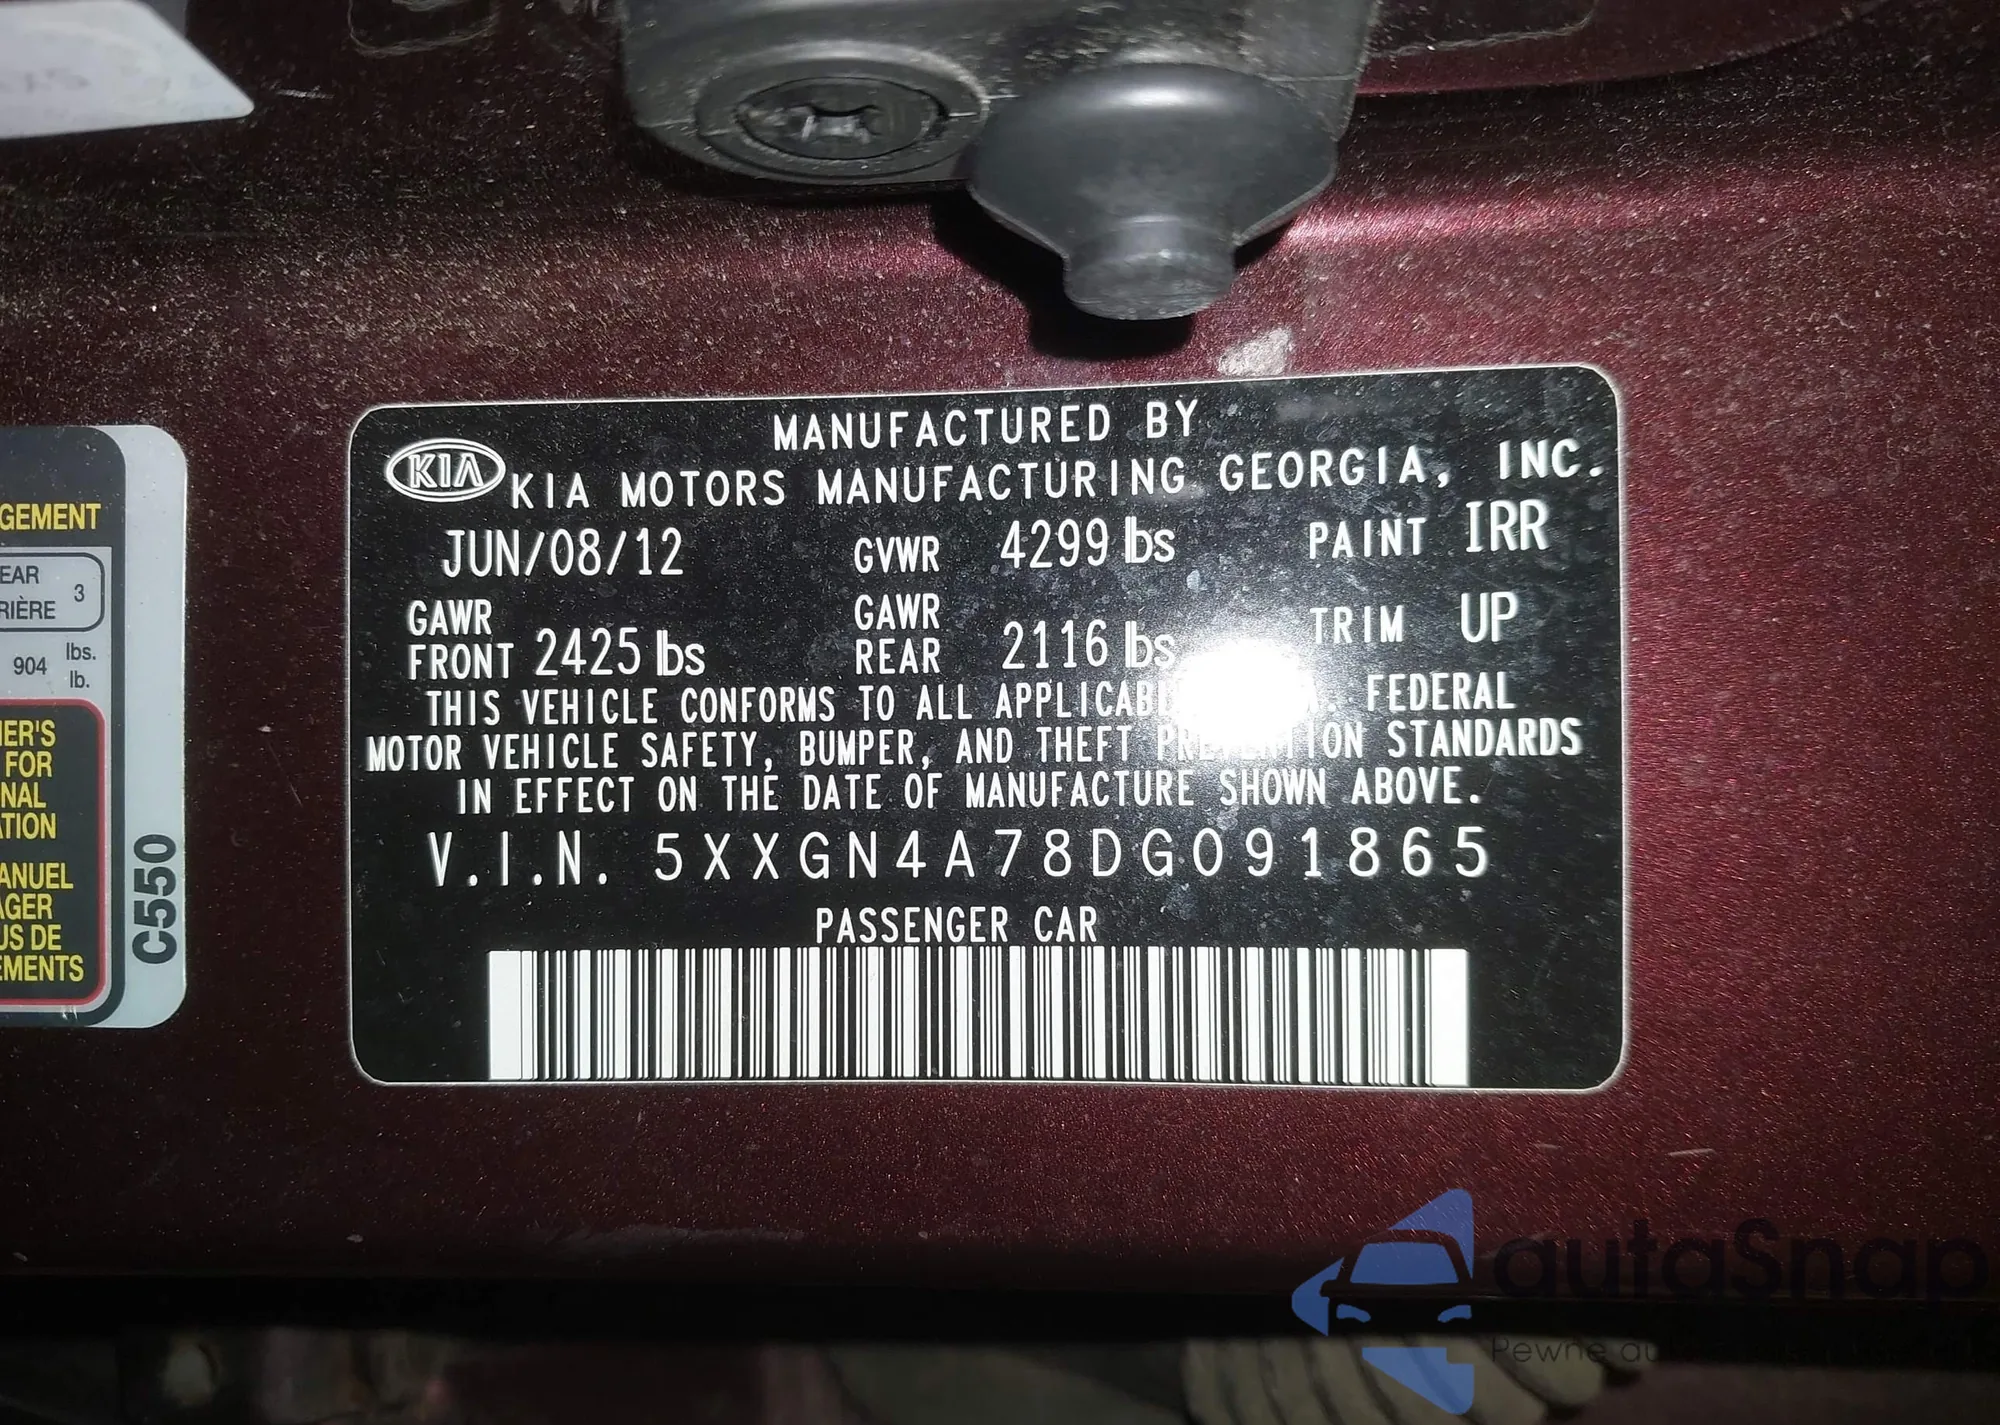 MANUFACTURED BY
KIA KIA MOTORS MANUFACTURING GEORGIA, INC.
JUN/08/12 GVWR 4299 lbs PAINT IRR
GAWR FRONT 2425 lbs GAWR REAR 2116 lbs TRIM UP
THIS VEHICLE CONFORMS TO ALL FEDERAL
MOTOR VEHICLE SAFETY, BUMPER, AND THEFT STANDARDS
IN EFFECT ON THE DATE OF MANUFACTURE SHOWN ABOVE.
V.I.N. 5XXGN4A78DG091865
PASSENGER CAR
GEMENT
EAR
RIÈRE 3
904 lbs.
lb.
ER'S
FOR
NAL
ATION
ANUEL
AGER
US DE
EMENTS
C550
autaSnap
Pewne